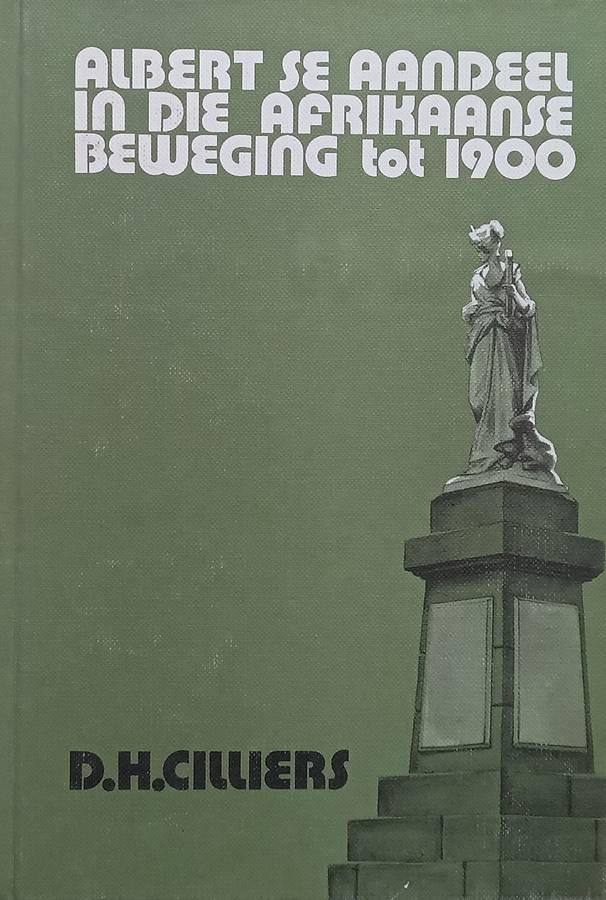 ALBERT SE AANDEEL
IN DIE AFRIKAANSE
BEWEGING tot 1900
D.H.CILLIERS